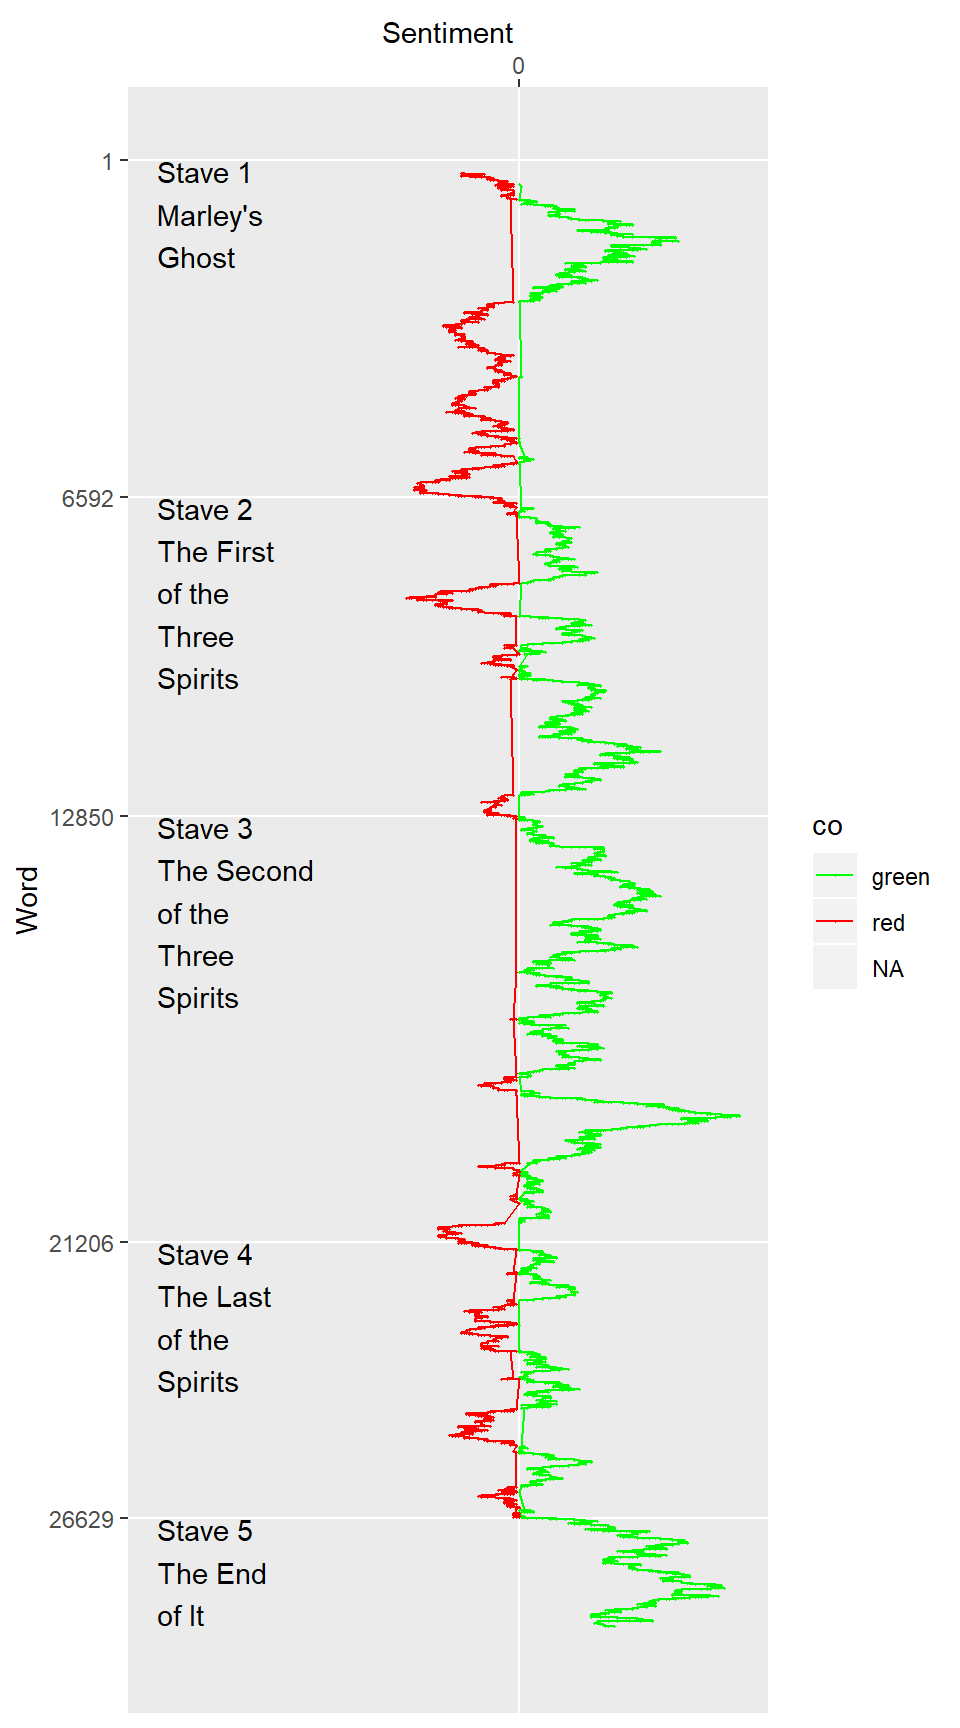 Sentiment
0
1
Stave 1
Marley's
Ghost
6592
Stave 2
The First
of the
Three
Spirits
12850
Stave 3
The Second
of the
Three
Spirits
Word
co
green
red
NA
21206
Stave 4
The Last
of the
Spirits
26629
Stave 5
The End
of It